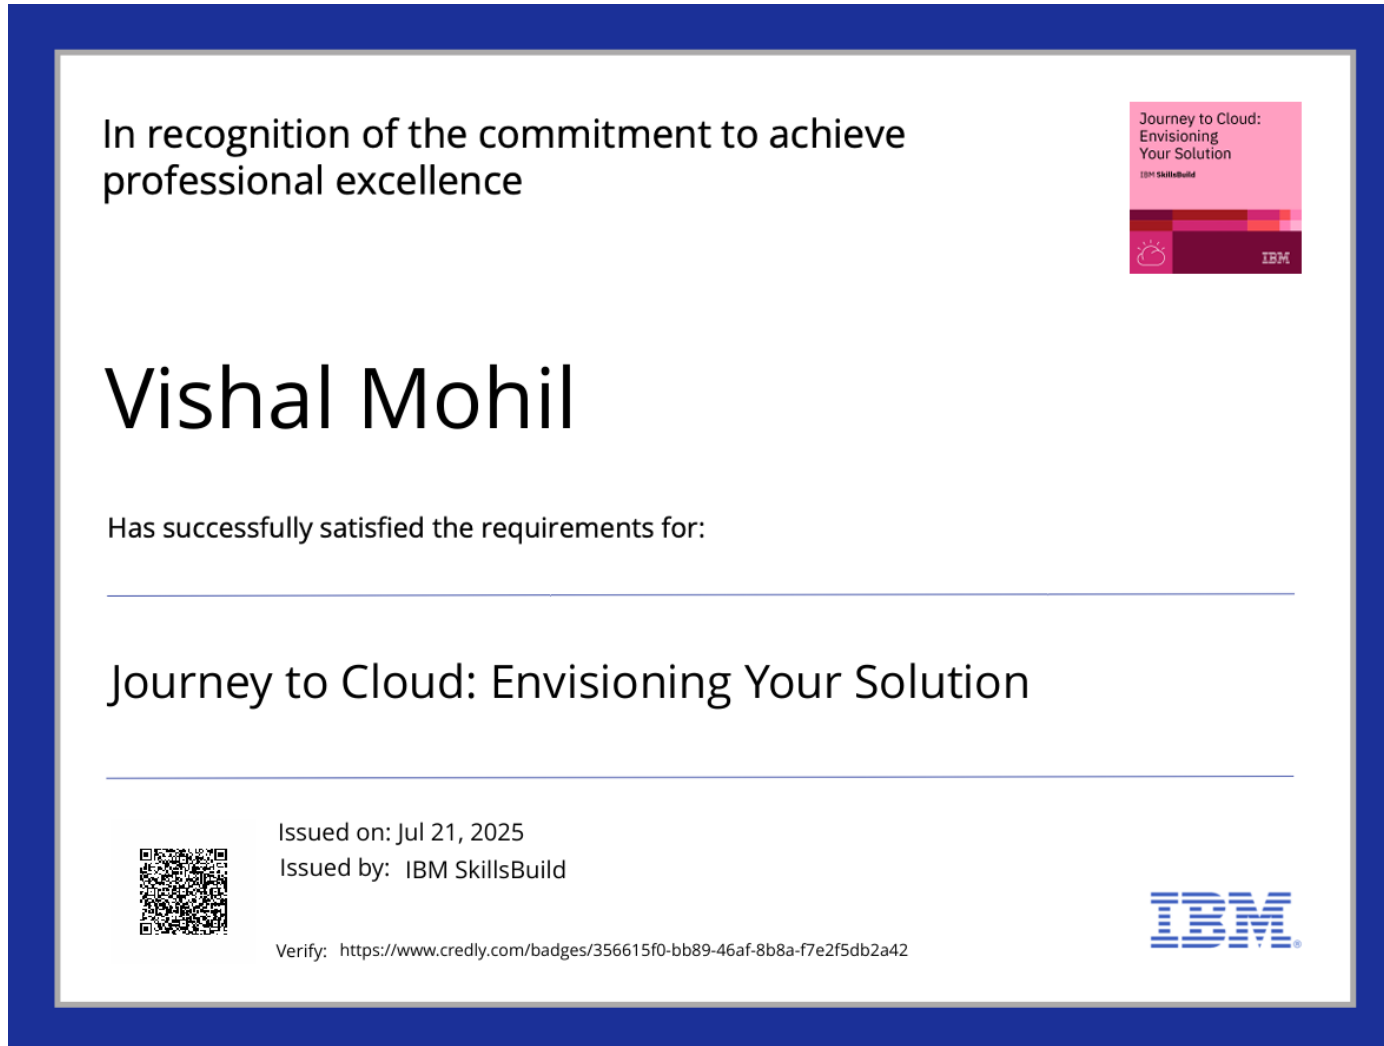 In recognition of the commitment to achieve
professional excellence
Journey to Cloud:
Envisioning
Your Solution
IBM SkillsBuild
IBM
Vishal Mohil
Has successfully satisfied the requirements for:
Journey to Cloud: Envisioning Your Solution
Issued on: Jul 21, 2025
Issued by: IBM SkillsBuild
IBM®
Verify: https://www.credly.com/badges/356615f0-bb89-46af-8b8a-f7e2f5db2a42